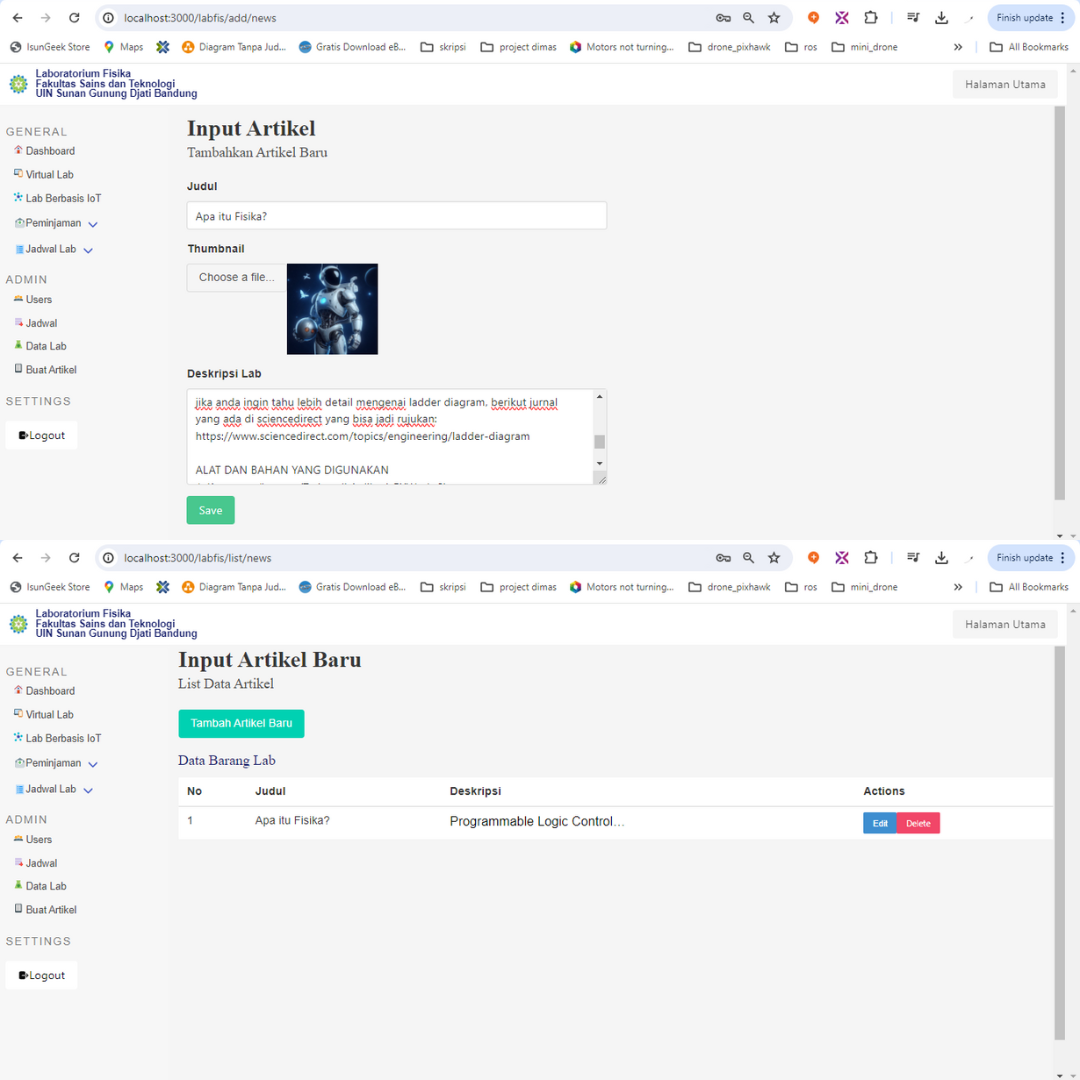 localhost:3000/labfis/add/news
Finish update
IsunGeek Store
Maps
Diagram Tanpa Jud...
Gratis Download eB...
skripsi
project dimas
Motors not turning...
drone_pixhawk
ros
mini_drone
»
All Bookmarks
Laboratorium Fisika
Fakultas Sains dan Teknologi
UIN Sunan Gunung Djati Bandung
Halaman Utama
GENERAL
Dashboard
Virtual Lab
Lab Berbasis IoT
Peminjaman
Jadwal Lab
ADMIN
Users
Jadwal
Data Lab
Buat Artikel
SETTINGS
Logout
Input Artikel
Tambahkan Artikel Baru
Judul
Apa itu Fisika?
Thumbnail
Choose a file...
Deskripsi Lab
jika anda ingin tahu lebih detail mengenai ladder diagram, berikut jurnal
yang ada di sciencedirect yang bisa jadi rujukan:
https://www.sciencedirect.com/topics/engineering/ladder-diagram
ALAT DAN BAHAN YANG DIGUNAKAN
Save
localhost:3000/labfis/list/news
Finish update
IsunGeek Store
Maps
Diagram Tanpa Jud...
Gratis Download eB...
skripsi
project dimas
Motors not turning...
drone_pixhawk
ros
mini_drone
»
All Bookmarks
Laboratorium Fisika
Fakultas Sains dan Teknologi
UIN Sunan Gunung Djati Bandung
Halaman Utama
GENERAL
Dashboard
Virtual Lab
Lab Berbasis IoT
Peminjaman
Jadwal Lab
ADMIN
Users
Jadwal
Data Lab
Buat Artikel
SETTINGS
Logout
Input Artikel Baru
List Data Artikel
Tambah Artikel Baru
Data Barang Lab
No Judul Deskripsi Actions
1 Apa itu Fisika? Programmable Logic Control... Edit Delete